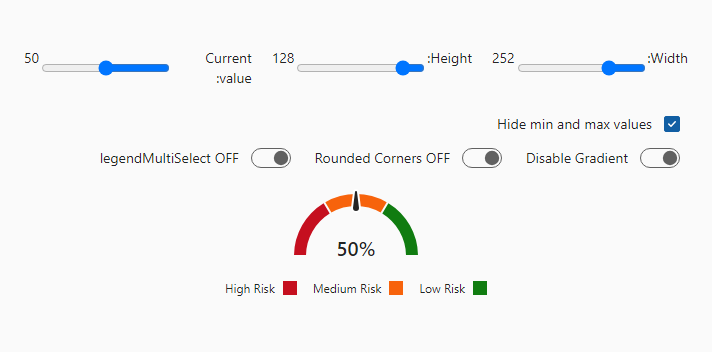 50
Current
:value
128
:Height
252
:Width
Hide min and max values
legendMultiSelect OFF
Rounded Corners OFF
Disable Gradient
50%
High Risk
Medium Risk
Low Risk